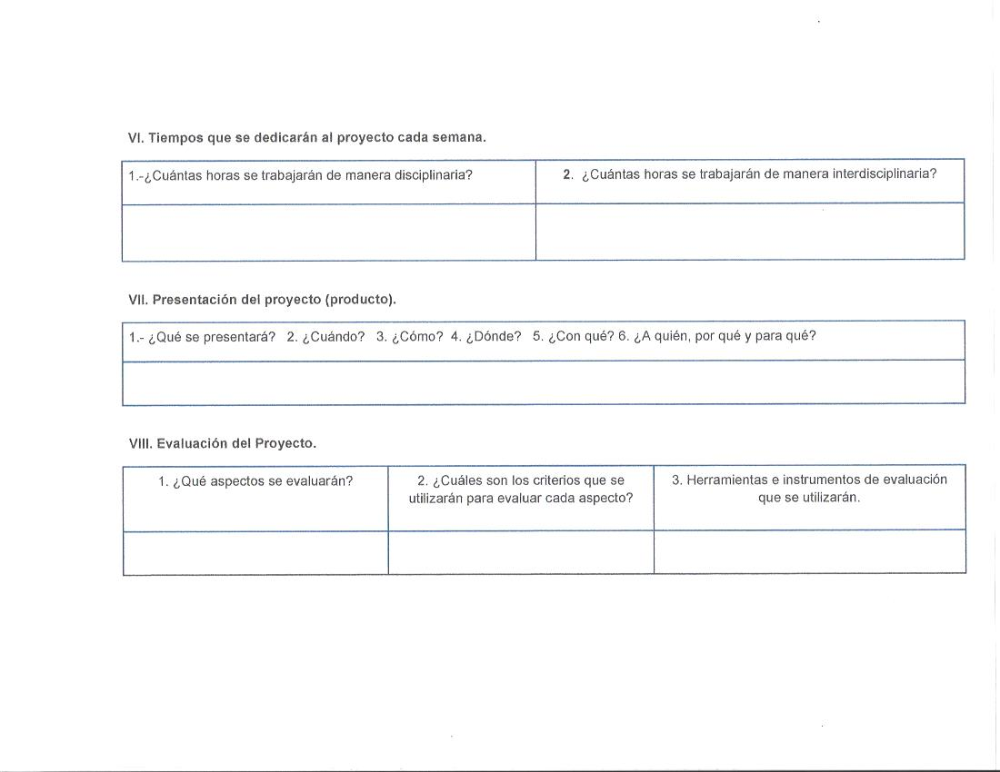 VI. Tiempos que se dedicarán al proyecto cada semana.
1.-¿Cuántas horas se trabajarán de manera disciplinaria?
2. ¿Cuántas horas se trabajarán de manera interdisciplinaria?
VII. Presentación del proyecto (producto).
1.- ¿Qué se presentará? 2. ¿Cuándo? 3. ¿Cómo? 4. ¿Dónde? 5. ¿Con qué? 6. ¿A quién, por qué y para qué?
VIII. Evaluación del Proyecto.
1. ¿Qué aspectos se evaluarán?
2. ¿Cuáles son los criterios que se
utilizarán para evaluar cada aspecto?
3. Herramientas e instrumentos de evaluación
que se utilizarán.